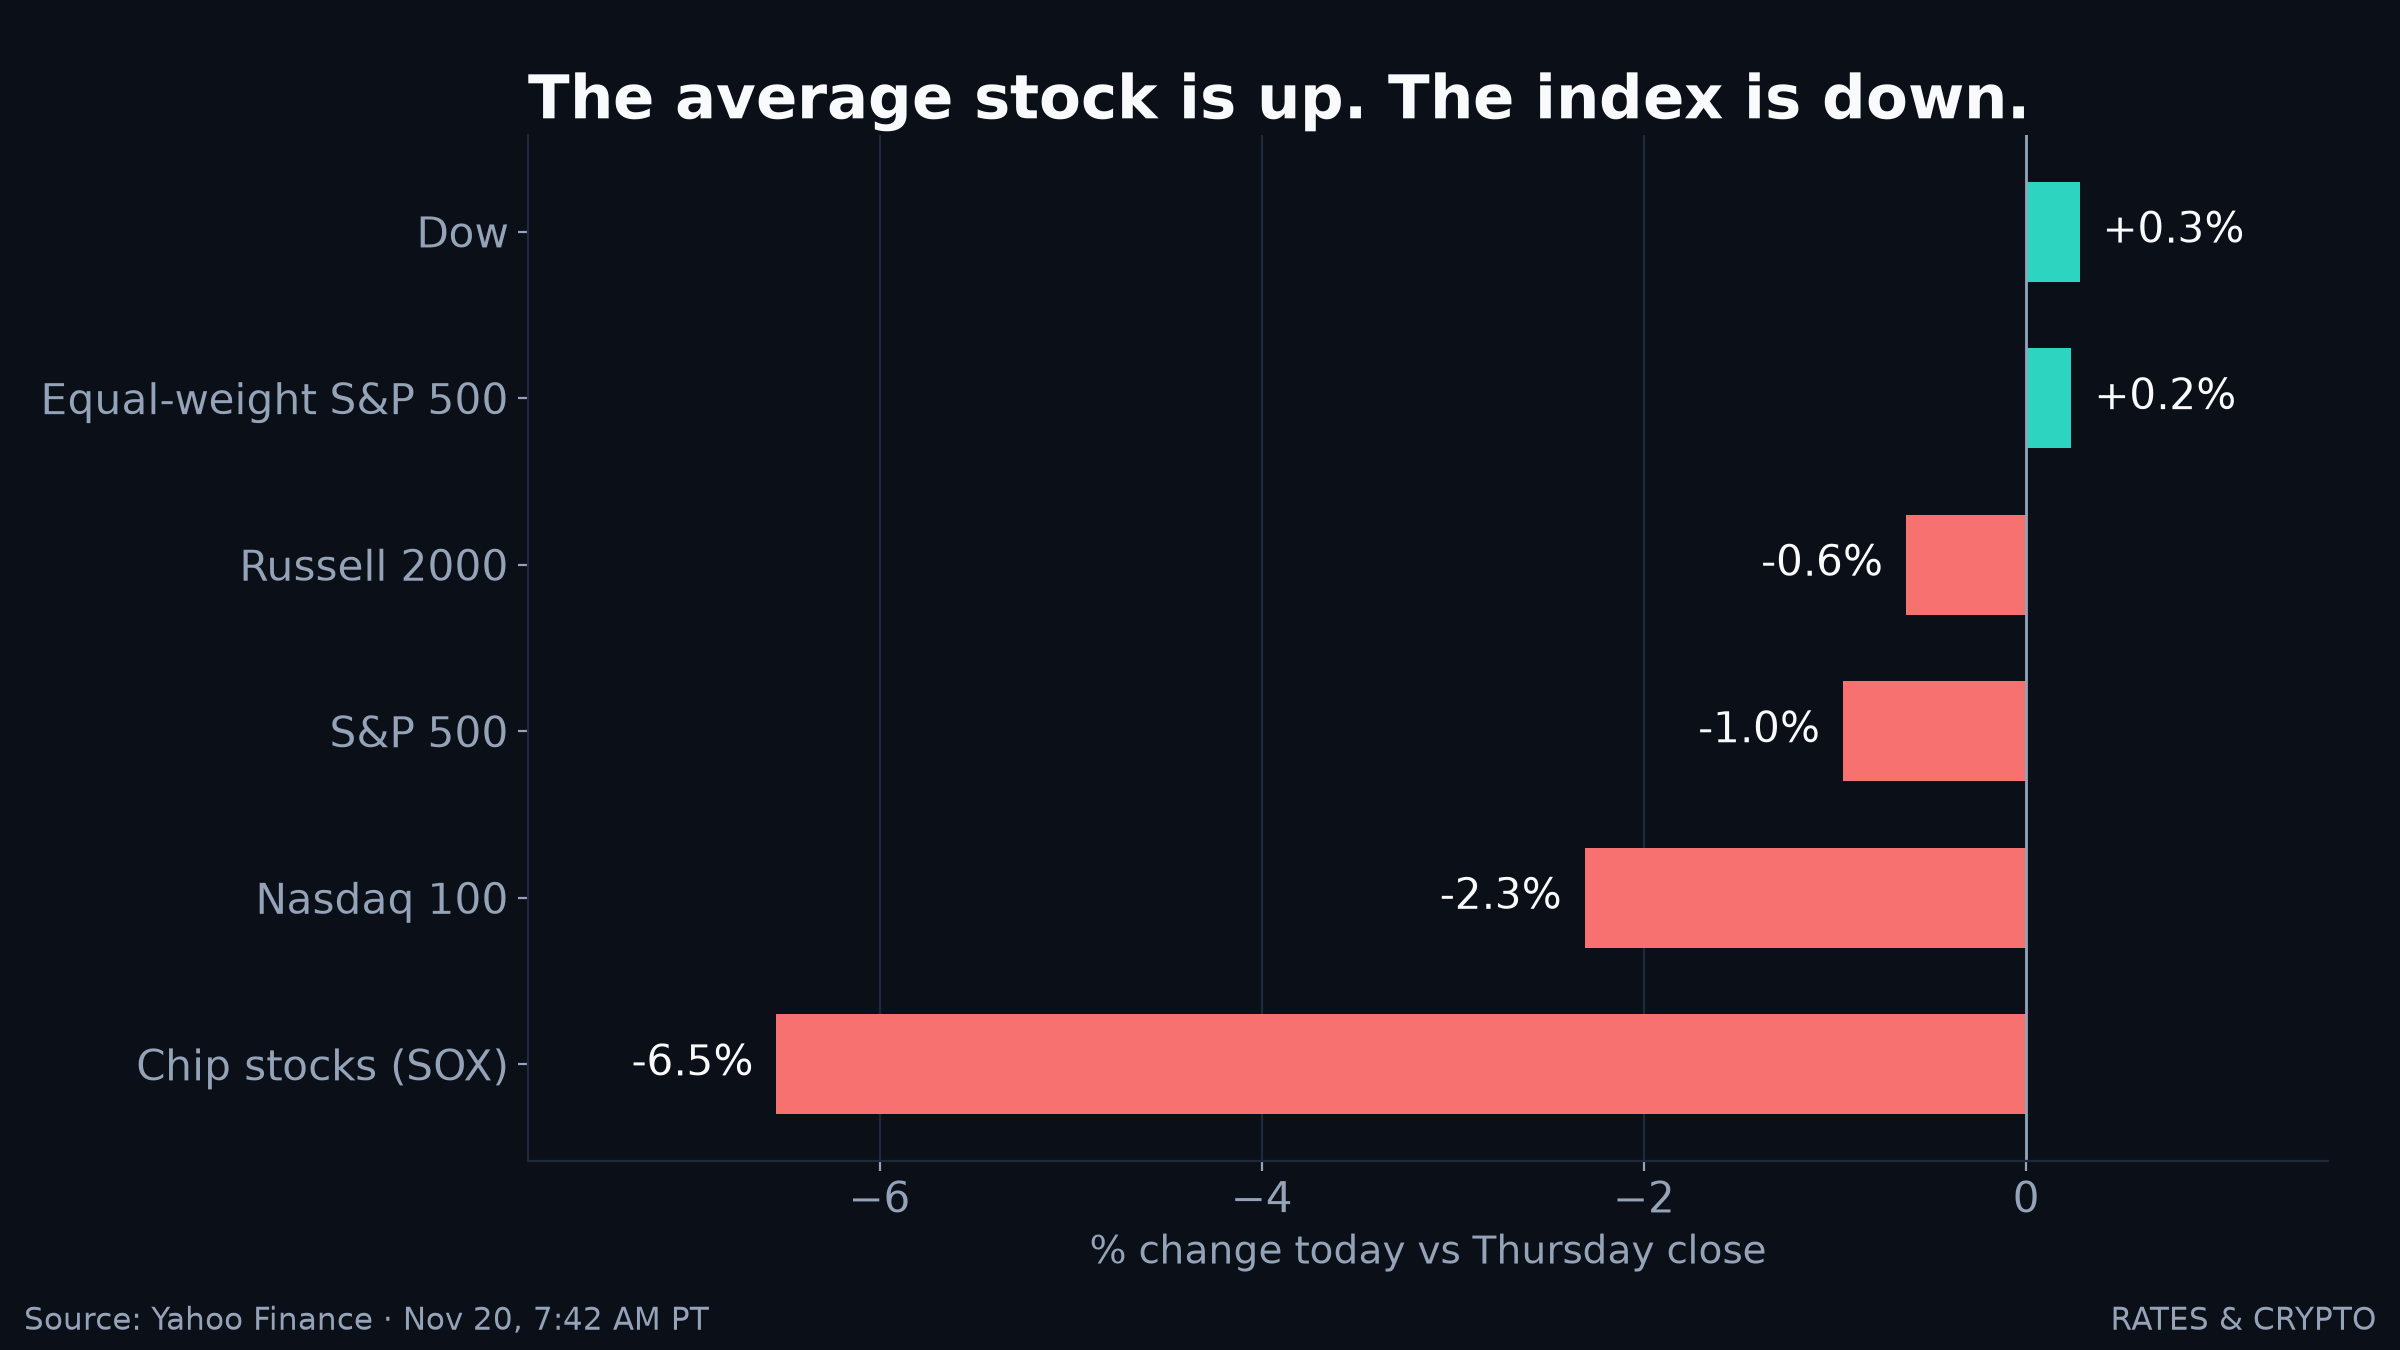 The average stock is up. The index is down.
Dow
+0.3%
Equal-weight S&P 500
+0.2%
Russell 2000
-0.6%
S&P 500
-1.0%
Nasdaq 100
-2.3%
Chip stocks (SOX)
-6.5%
−6
−4
−2
0
% change today vs Thursday close
Source: Yahoo Finance · Nov 20, 7:42 AM PT
RATES & CRYPTO